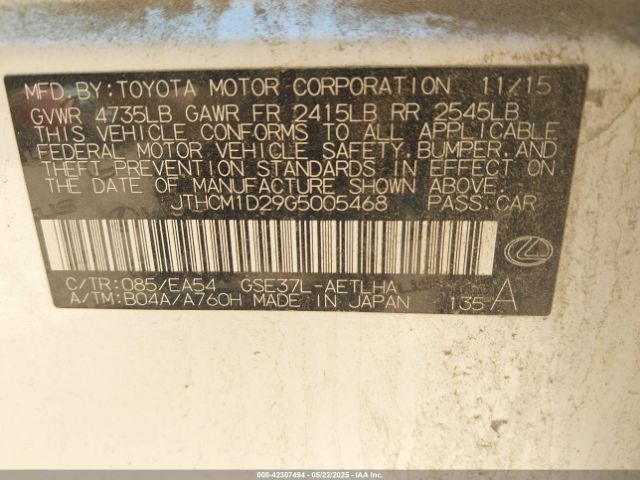 MFD. BY: TOYOTA MOTOR CORPORATION 11/15
GVWR 4735LB GAWR FR 2415LB RR 2545LB
THIS VEHICLE CONFORMS TO ALL APPLICABLE
FEDERAL MOTOR VEHICLE SAFETY, BUMPER, AND
THEFT PREVENTION STANDARDS IN EFFECT ON
THE DATE OF MANUFACTURE SHOWN ABOVE.
JTHCM1D29G5005468 PASS. CAR
C/TR: 085/EA54 GSE37L-AETLHA
A/TM: B04A/A760H MADE IN JAPAN 135 A
000-42307494 - 05/22/2025 - IAAI.COM